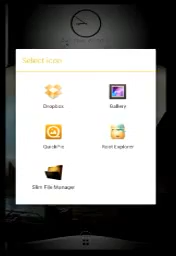 Select icon
Dropbox
Gallery
QuickPic
Root Explorer
Slim File Manager